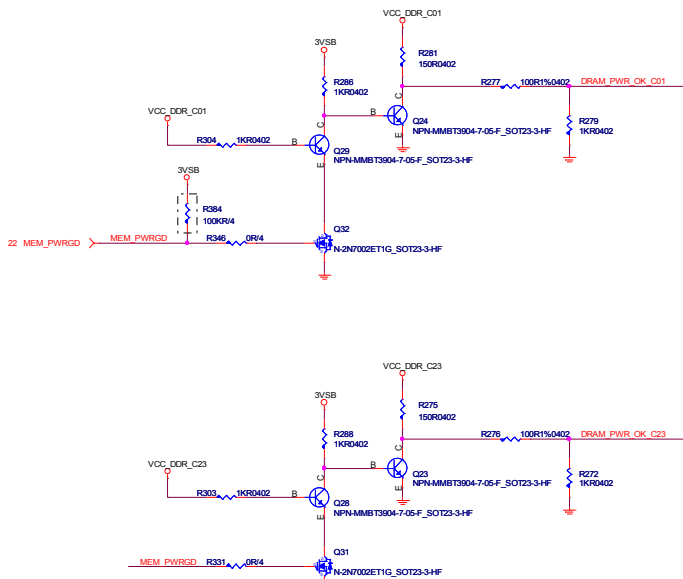 VCC_DDR_C01
3VSB
R281
150R0402
R286
1KR0402
R277
100R1%0402
DRAM_PWR_OK_C01
C
VCC_DDR_C01
B
Q24
NPN-MMBT3904-7-05-F_SOT23-3-HF
R279
1KR0402
C
E
R304
1KR0402
B
Q29
NPN-MMBT3904-7-05-F_SOT23-3-HF
E
3VSB
R384
100KR/4
Q32
22 MEM_PWRGD
MEM_PWRGD
R346
0R/4
N-2N7002ET1G_SOT23-3-HF
VCC_DDR_C23
3VSB
R275
150R0402
R288
1KR0402
R276
100R1%0402
DRAM_PWR_OK_C23
C
VCC_DDR_C23
B
Q23
NPN-MMBT3904-7-05-F_SOT23-3-HF
R272
1KR0402
C
E
R303
1KR0402
B
Q28
NPN-MMBT3904-7-05-F_SOT23-3-HF
E
Q31
MEM_PWRGD
R331
0R/4
N-2N7002ET1G_SOT23-3-HF